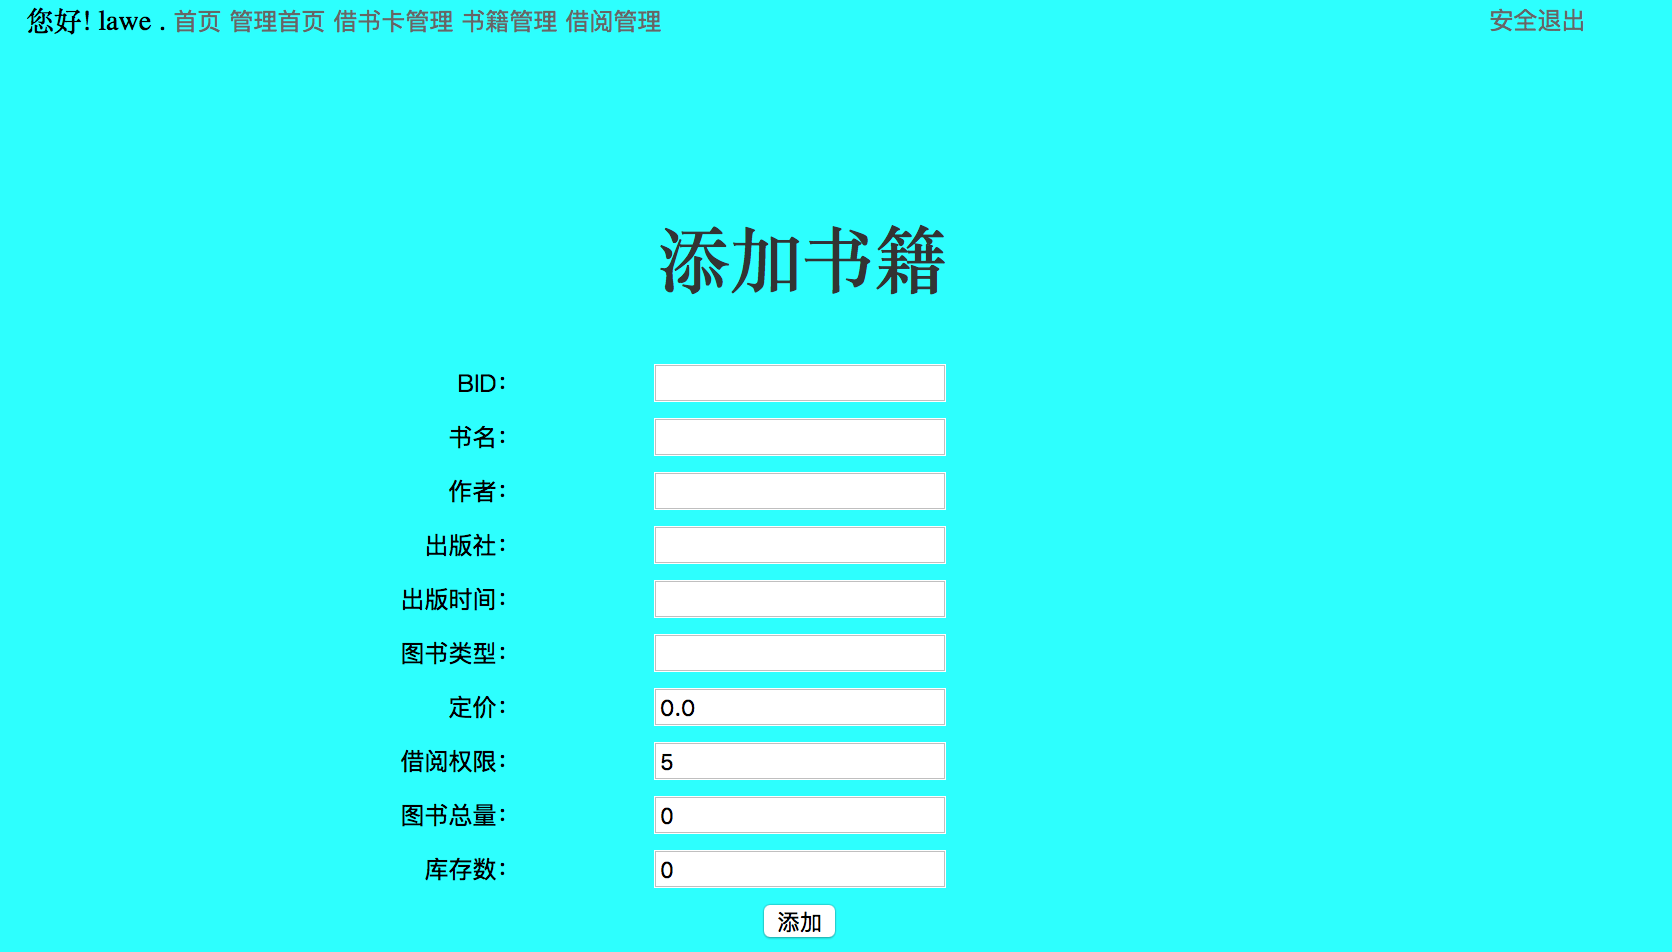 您好! lawe . 首页 管理首页 借书卡管理 书籍管理 借阅管理 安全退出
添加书籍
BID：
书名：
作者：
出版社：
出版时间：
图书类型：
定价： 0.0
借阅权限： 5
图书总量： 0
库存数： 0
添加